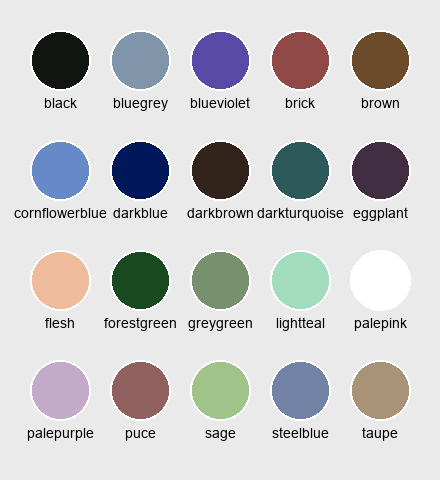 black bluegrey blueviolet brick brown
cornflowerblue darkblue darkbrown darkturquoise eggplant
flesh forestgreen greygreen lightteal palepink
palepurple puce sage steelblue taupe